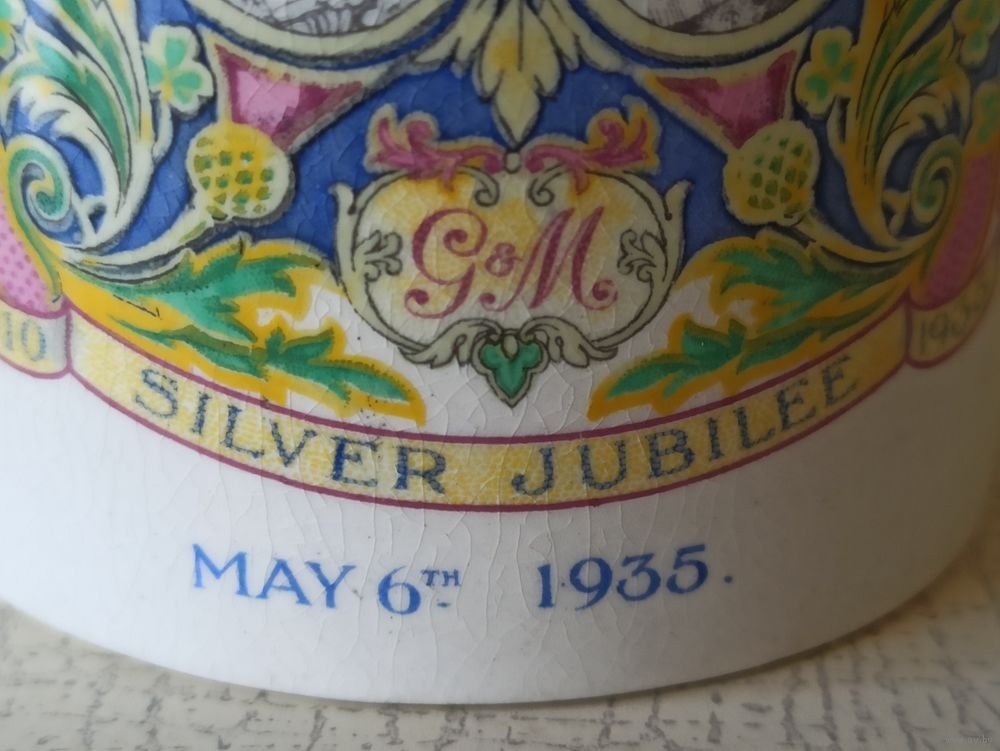 G&M
10 SILVER JUBILEE 1935
MAY 6TH 1935.